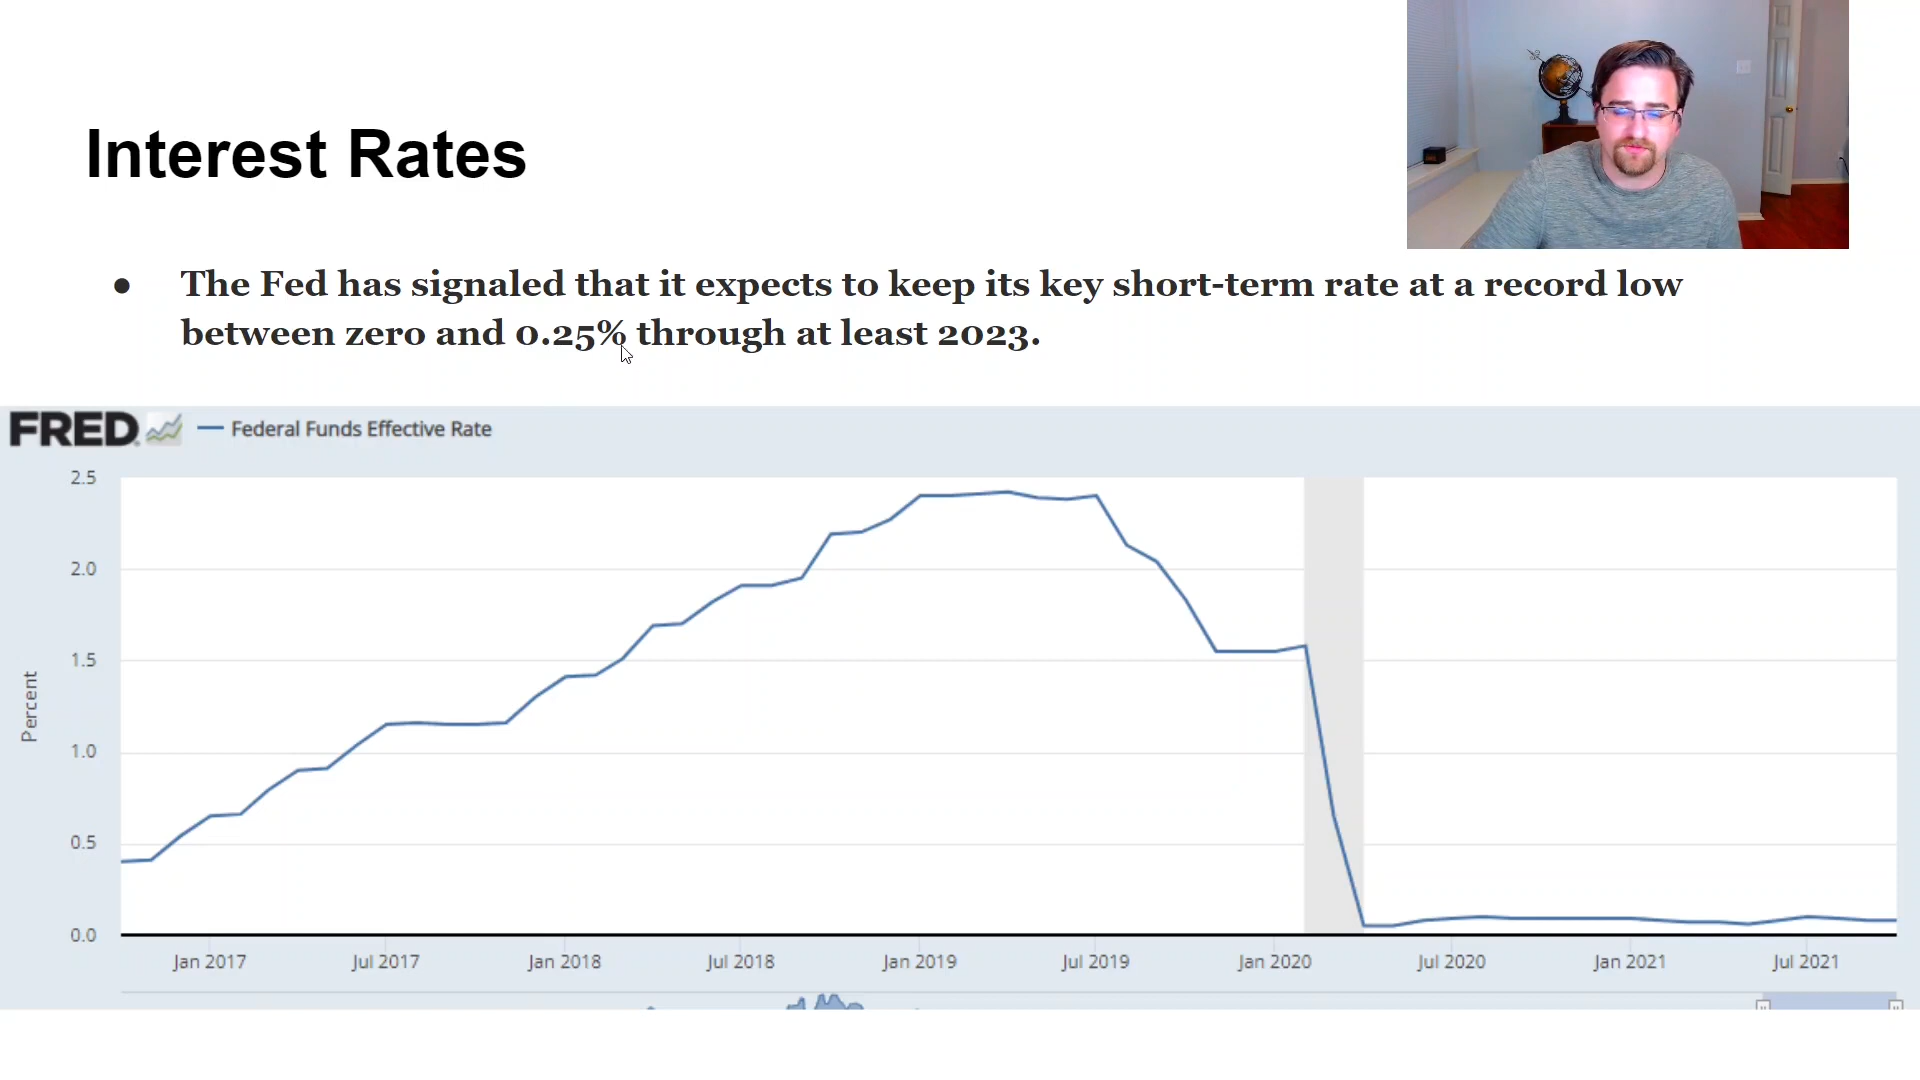 Interest Rates
● The Fed has signaled that it expects to keep its key short-term rate at a record low
between zero and 0.25% through at least 2023.
FRED Federal Funds Effective Rate
2.5
2.0
1.5
1.0
0.5
0.0
Percent
Jan 2017 Jul 2017 Jan 2018 Jul 2018 Jan 2019 Jul 2019 Jan 2020 Jul 2020 Jan 2021 Jul 2021